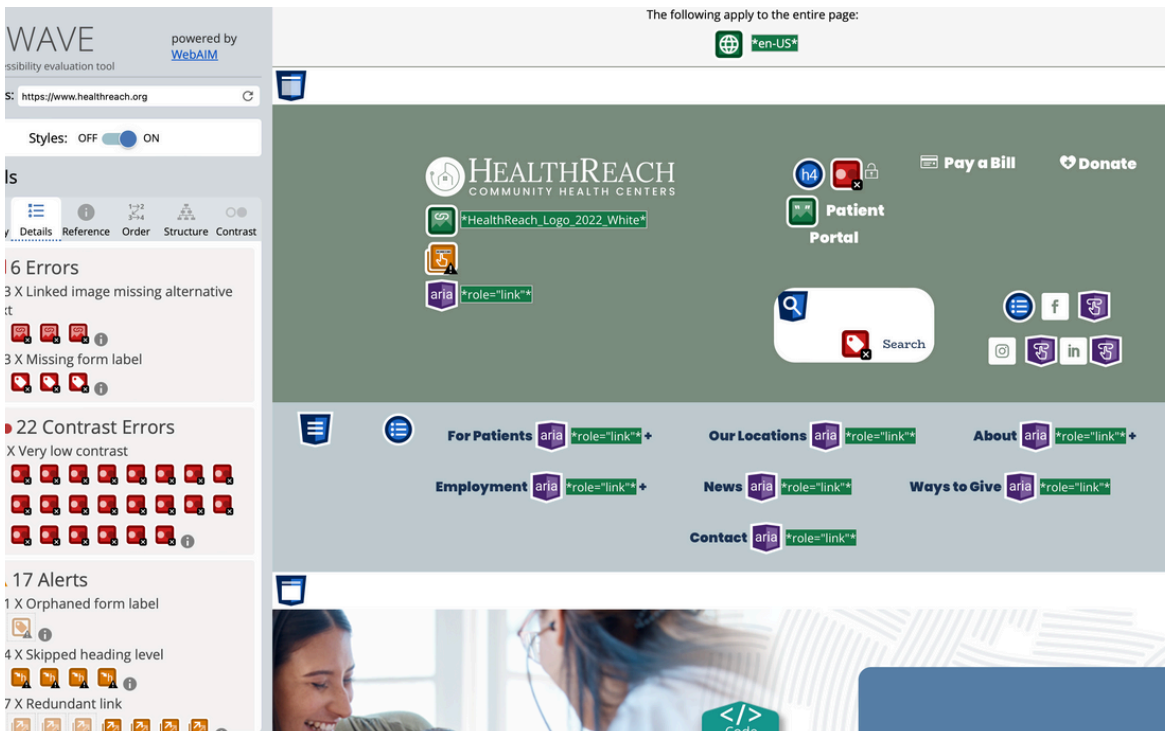 WAVE
powered by
WebAIM
essibility evaluation tool
s: https://www.healthreach.org
Styles: OFF ON
ls
y Details Reference Order Structure Contrast
6 Errors
3 X Linked image missing alternative
xt
3 X Missing form label
22 Contrast Errors
X Very low contrast
17 Alerts
1 X Orphaned form label
4 X Skipped heading level
7 X Redundant link
The following apply to the entire page:
*en-US*
HEALTHREACH
COMMUNITY HEALTH CENTERS
*HealthReach_Logo_2022_White*
aria *role="link"*
h4
Patient
Portal
Pay a Bill
Donate
Search
f
in
For Patients aria *role="link"* +
Our Locations aria *role="link"*
About aria *role="link"* +
Employment aria *role="link"* +
News aria *role="link"*
Ways to Give aria *role="link"*
Contact aria *role="link"*
</>
Code